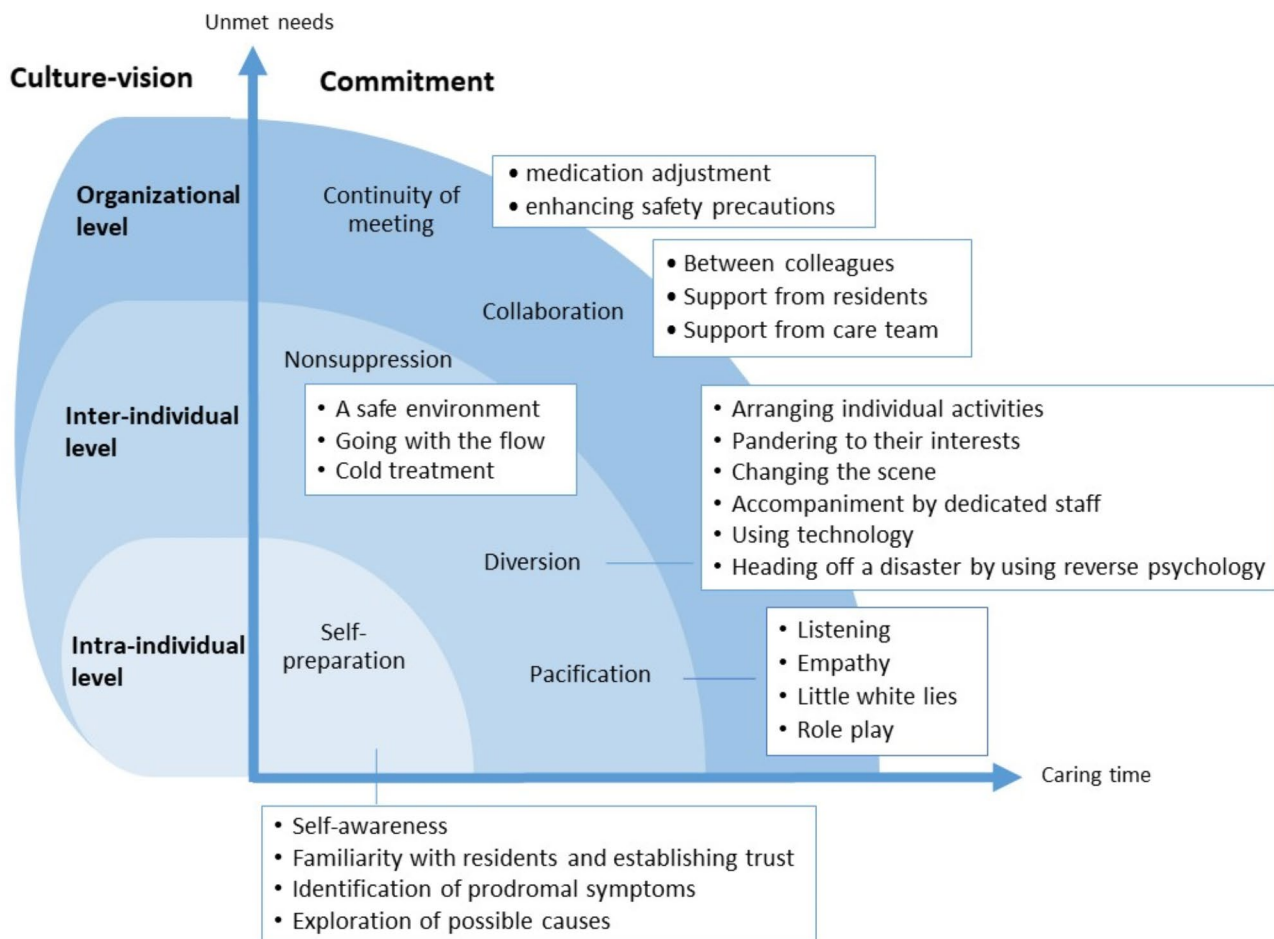 Unmet needs
Culture-vision
Commitment
Organizational
level
Continuity of
meeting
• medication adjustment
• enhancing safety precautions
Collaboration
• Between colleagues
• Support from residents
• Support from care team
Inter-individual
level
Nonsuppression
• A safe environment
• Going with the flow
• Cold treatment
Diversion
• Arranging individual activities
• Pandering to their interests
• Changing the scene
• Accompaniment by dedicated staff
• Using technology
• Heading off a disaster by using reverse psychology
Pacification
• Listening
• Empathy
• Little white lies
• Role play
Intra-individual
level
Self-
preparation
Caring time
• Self-awareness
• Familiarity with residents and establishing trust
• Identification of prodromal symptoms
• Exploration of possible causes